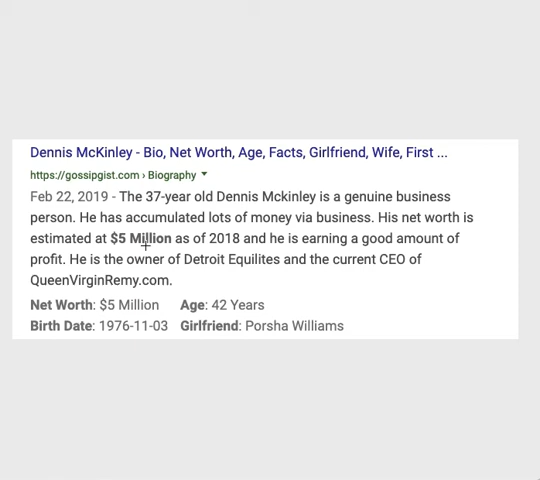 Dennis McKinley - Bio, Net Worth, Age, Facts, Girlfriend, Wife, First ...
https://gossipgist.com › Biography
Feb 22, 2019 - The 37-year old Dennis Mckinley is a genuine business
person. He has accumulated lots of money via business. His net worth is
estimated at $5 Million as of 2018 and he is earning a good amount of
profit. He is the owner of Detroit Equilites and the current CEO of
QueenVirginRemy.com.
Net Worth: $5 Million Age: 42 Years
Birth Date: 1976-11-03 Girlfriend: Porsha Williams